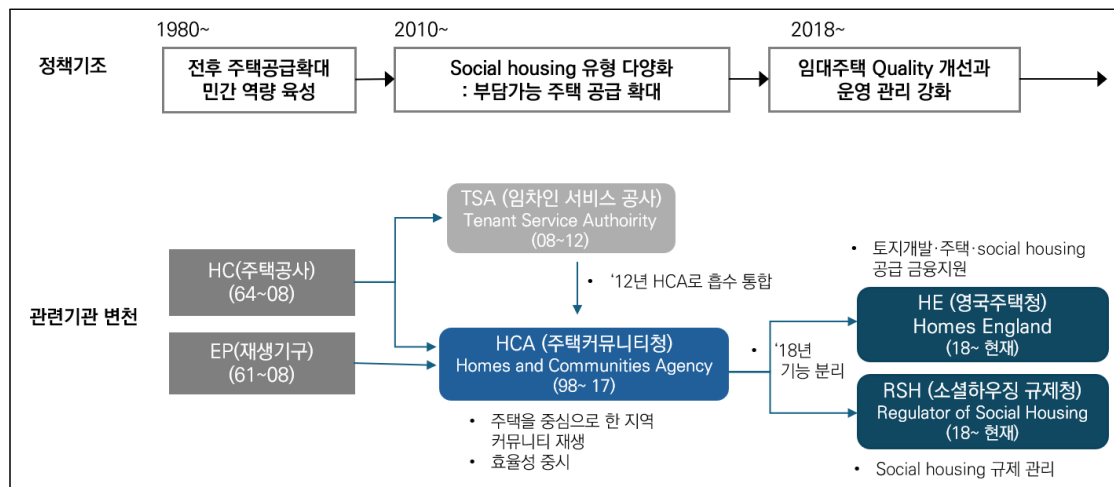 1980~
2010~
2018~
정책기조
전후 주택공급확대
민간 역량 육성
Social housing 유형 다양화
: 부담가능 주택 공급 확대
임대주택 Quality 개선과
운영 관리 강화
관련기관 변천
HC(주택공사)
(64~08)
EP(재생기구)
(61~08)
TSA (임차인 서비스 공사)
Tenant Service Authoirity
(08~12)
• ‘12년 HCA로 흡수 통합
HCA (주택커뮤니티청)
Homes and Communities Agency
(98~ 17)
• 주택을 중심으로 한 지역
커뮤니티 재생
• 효율성 중시
• ‘18년
기능 분리
• 토지개발·주택·social housing
공급 금융지원
HE (영국주택청)
Homes England
(18~ 현재)
RSH (소셜하우징 규제청)
Regulator of Social Housing
(18~ 현재)
• Social housing 규제 관리